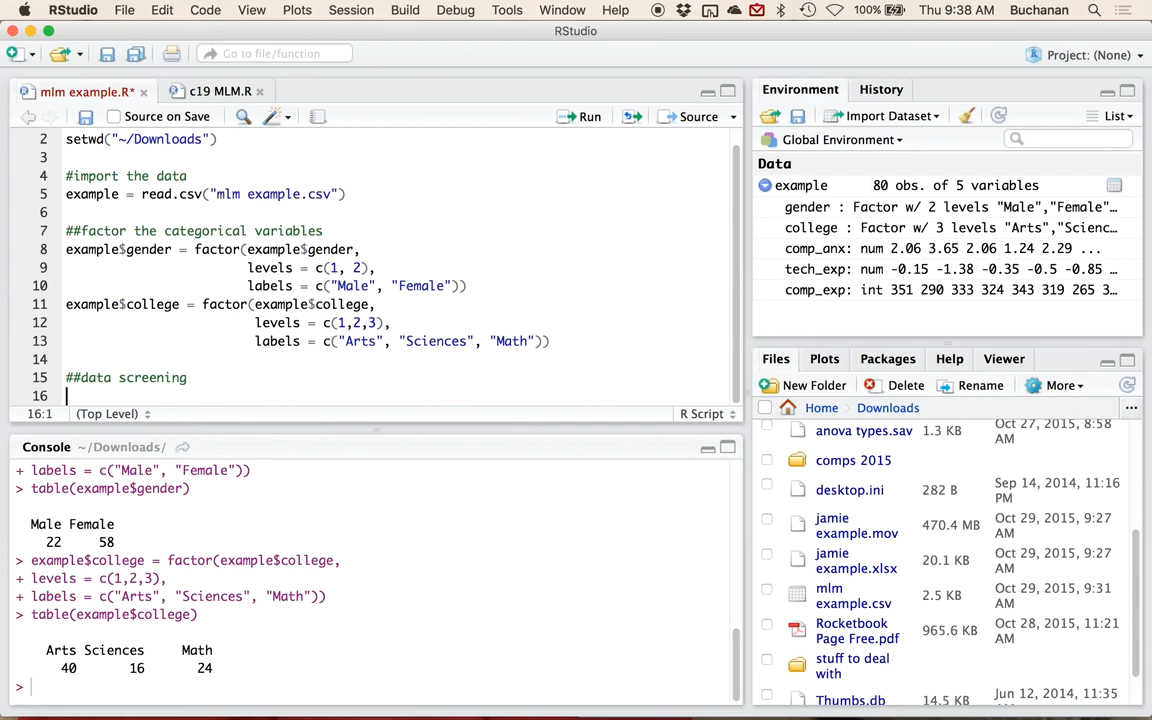 RStudio File Edit Code View Plots Session Build Debug Tools Window Help 100% Thu 9:38 AM Buchanan
RStudio
Go to file/function Project: (None)
mlm example.R* c19 MLM.R
Source on Save Run Source
2 setwd("~/Downloads")
3
4 #import the data
5 example = read.csv("mlm example.csv")
6
7 ##factor the categorical variables
8 example$gender = factor(example$gender,
9 levels = c(1, 2),
10 labels = c("Male", "Female"))
11 example$college = factor(example$college,
12 levels = c(1,2,3),
13 labels = c("Arts", "Sciences", "Math"))
14
15 ##data screening
16
16:1 (Top Level) R Script
Console ~/Downloads/
+ labels = c("Male", "Female"))
> table(example$gender)
Male Female
22 58
> example$college = factor(example$college,
+ levels = c(1,2,3),
+ labels = c("Arts", "Sciences", "Math"))
> table(example$college)
Arts Sciences Math
40 16 24
>
Environment History
Import Dataset List
Global Environment
Data
example 80 obs. of 5 variables
gender : Factor w/ 2 levels "Male","Female"…
college : Factor w/ 3 levels "Arts","Scienc…
comp_anx: num 2.06 3.65 2.06 1.24 2.29 ...
tech_exp: num -0.15 -1.38 -0.35 -0.5 -0.85 …
comp_exp: int 351 290 333 324 343 319 265 3…
Files Plots Packages Help Viewer
New Folder Delete Rename More
Home Downloads
anova types.sav 1.3 KB Oct 27, 2015, 8:58 AM
comps 2015
desktop.ini 282 B Sep 14, 2014, 11:16 PM
jamie example.mov 470.4 MB Oct 29, 2015, 9:27 AM
jamie example.xlsx 20.1 KB Oct 29, 2015, 9:27 AM
mlm example.csv 2.5 KB Oct 29, 2015, 9:31 AM
Rocketbook Page Free.pdf 965.6 KB Oct 28, 2015, 11:21 AM
stuff to deal with
Thumbs.db 14.5 KB Jun 12, 2014, 11:35